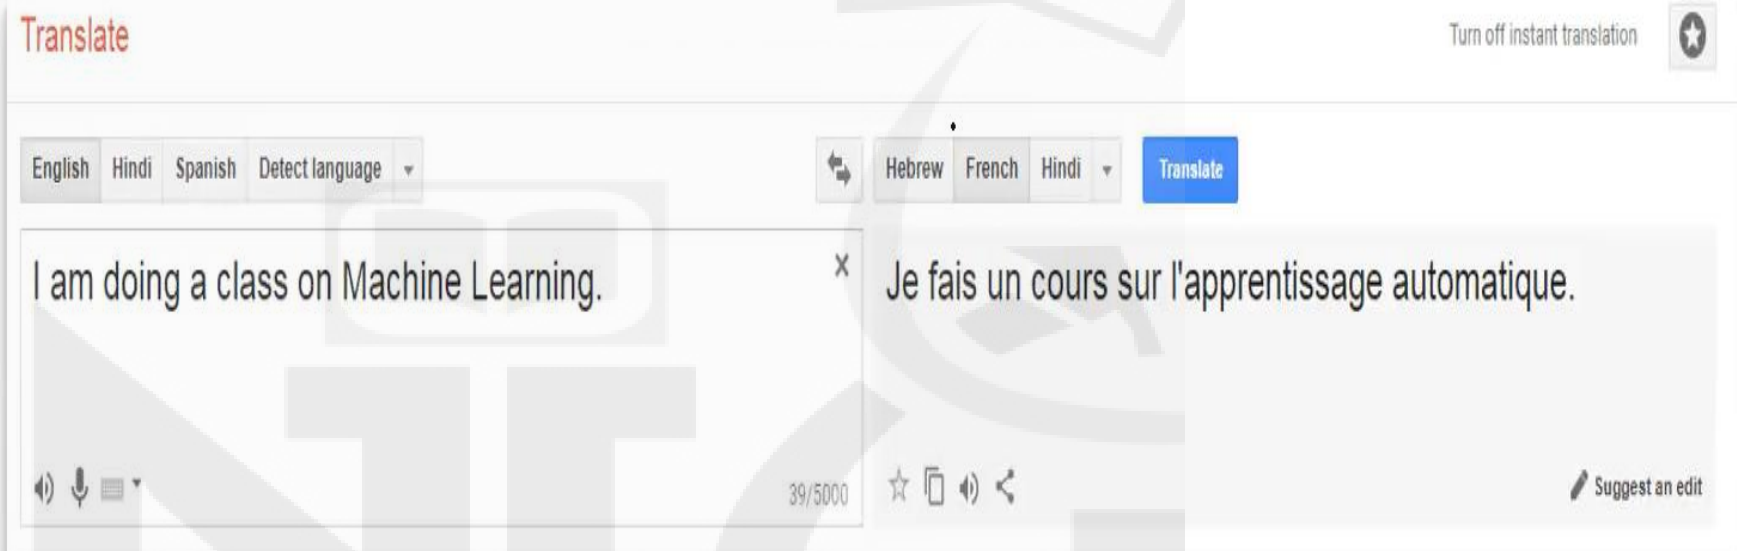 Translate
Turn off instant translation
English Hindi Spanish Detect language
Hebrew French Hindi Translate
I am doing a class on Machine Learning.
Je fais un cours sur l'apprentissage automatique.
39/5000
Suggest an edit